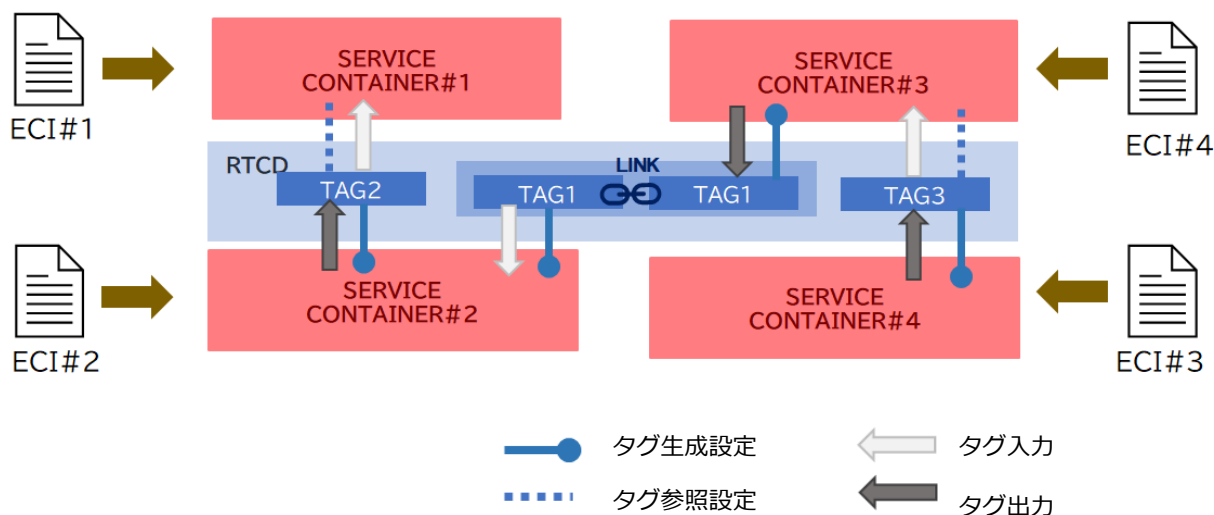 ECI#1
SERVICE
CONTAINER#1
SERVICE
CONTAINER#3
ECI#4
RTCD
LINK
TAG2
TAG1
TAG1
TAG3
ECI#2
SERVICE
CONTAINER#2
SERVICE
CONTAINER#4
ECI#3
タグ生成設定
タグ入力
タグ参照設定
タグ出力